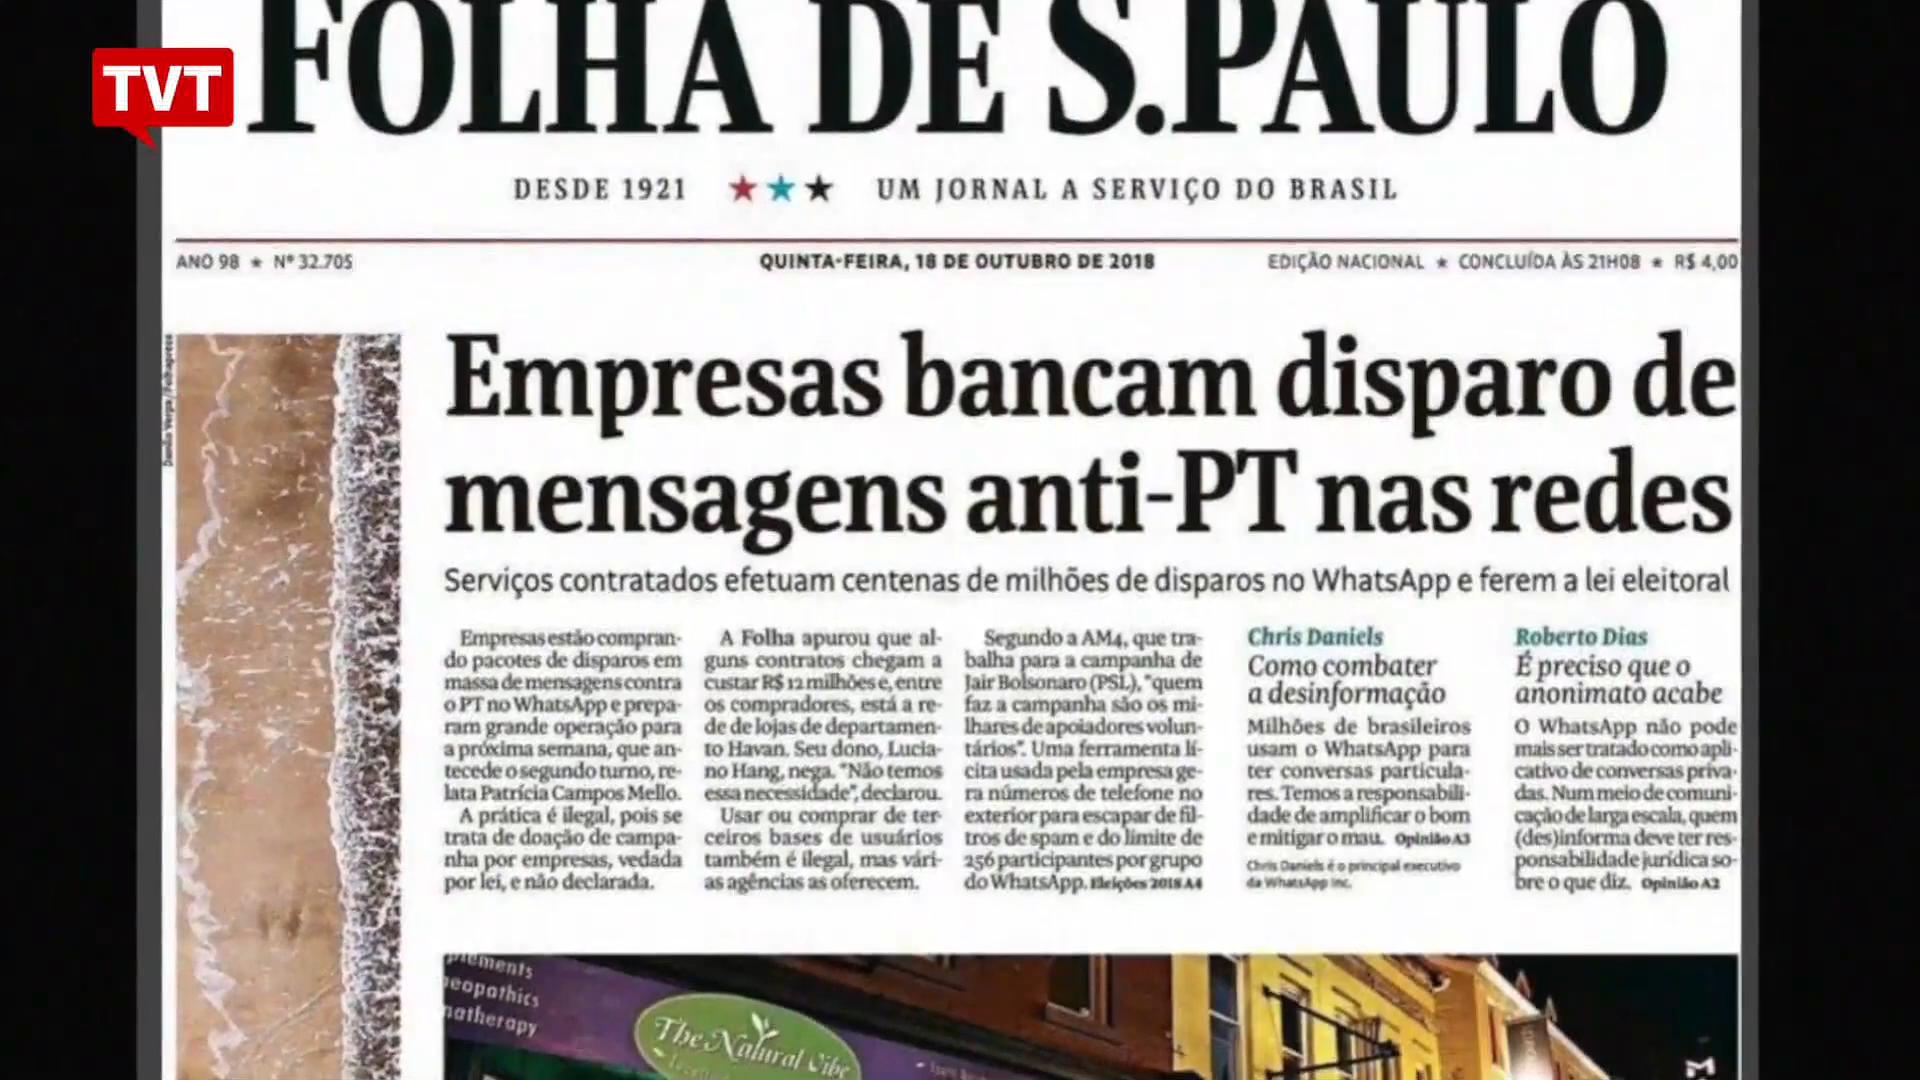 TVT
FOLHA DE S.PAULO
DESDE 1921 ★★★ UM JORNAL A SERVIÇO DO BRASIL
ANO 98 ★ Nº 32.705
QUINTA-FEIRA, 18 DE OUTUBRO DE 2018
EDIÇÃO NACIONAL ★ CONCLUÍDA ÀS 21H08 ★ R$ 4,00
Empresas bancam disparo de
mensagens anti-PT nas redes
Serviços contratados efetuam centenas de milhões de disparos no WhatsApp e ferem a lei eleitoral
Empresas estão compran-
do pacotes de disparos em
massa de mensagens contra
o PT no WhatsApp e prepa-
ram grande operação para
a próxima semana, que an-
tecede o segundo turno, re-
lata Patrícia Campos Mello.
A prática é ilegal, pois se
trata de doação de campa-
nha por empresas, vedada
por lei, e não declarada.
A Folha apurou que al-
guns contratos chegam a
custar R$ 12 milhões e, entre
os compradores, está a re-
de de lojas de departamen-
to Havan. Seu dono, Lucia-
no Hang, nega. "Não temos
essa necessidade", declarou.
Usar ou comprar de ter-
ceiros bases de usuários
também é ilegal, mas vári-
as agências as oferecem.
Segundo a AM4, que tra-
balha para a campanha de
Jair Bolsonaro (PSL), "quem
faz a campanha são os mi-
lhares de apoiadores volun-
tários". Uma ferramenta lí-
cita usada pela empresa ge-
ra números de telefone no
exterior para escapar de fil-
tros de spam e do limite de
256 participantes por grupo
do WhatsApp. Eleições 2018 A4
Chris Daniels
Como combater
a desinformação
Milhões de brasileiros
usam o WhatsApp para
ter conversas particula-
res. Temos a responsabili-
dade de amplificar o bom
e mitigar o mau. Opinião A3
Chris Daniels é o principal executivo
da WhatsApp Inc.
Roberto Dias
É preciso que o
anonimato acabe
O WhatsApp não pode
mais ser tratado como apli-
cativo de conversas priva-
das. Num meio de comuni-
cação de larga escala, quem
(des)informa deve ter res-
ponsabilidade jurídica so-
bre o que diz. Opinião A2
plements
eopathics
matherapy
The Natural Vibe